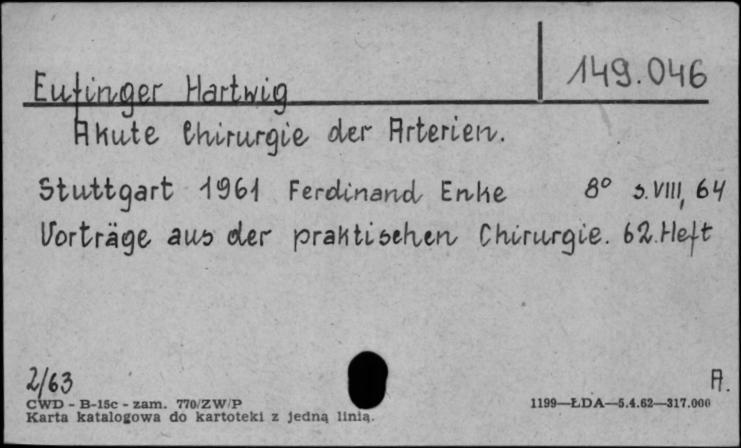 149.046
Eufinger Hartwig
Akute Chirurgie der Arterien.
Stuttgart 1961 Ferdinand Enke 8° s. VIII, 64
Vorträge aus der praktischen Chirurgie. 62. Heft
2/63 A.
CWD - B-15c - zam. 770/ZW/P 1199—ŁDA—5.4.62—317.000
Karta katalogowa do kartoteki z jedną linią.